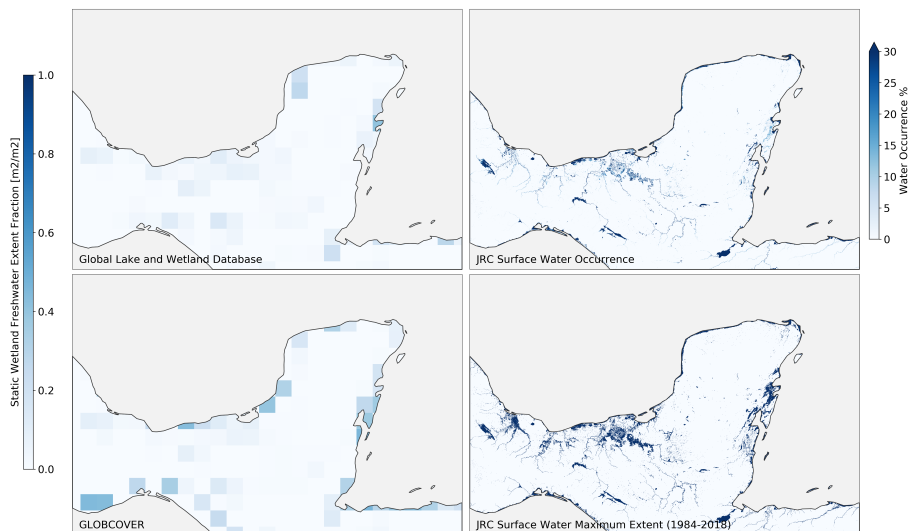 Static Wetland Freshwater Extent Fraction [m2/m2]
1.0
0.8
0.6
0.4
0.2
0.0
Global Lake and Wetland Database
JRC Surface Water Occurrence
30
25
20
15
10
5
0
Water Occurrence %
GLOBCOVER
JRC Surface Water Maximum Extent (1984-2018)